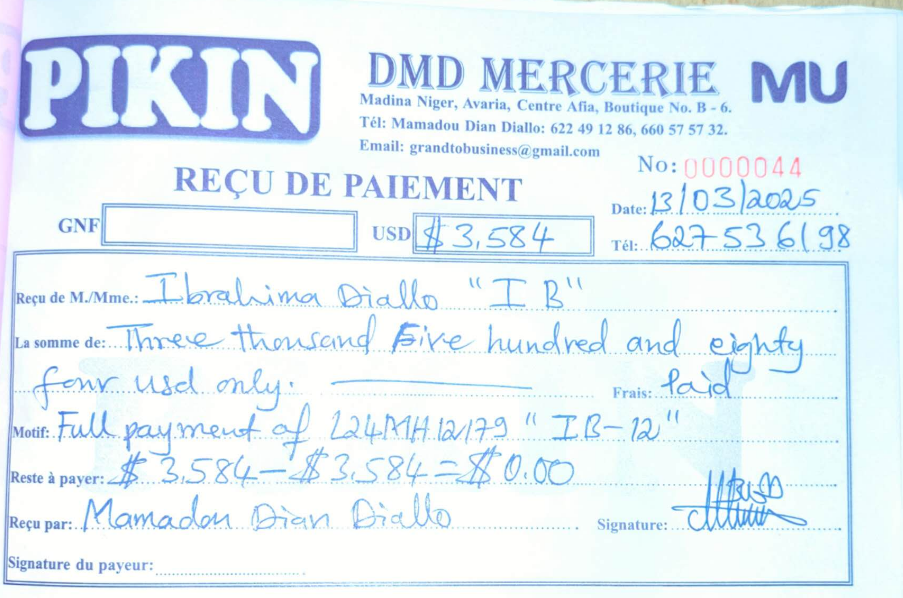 PIKIN
DMD MERCERIE
MU
Madina Niger, Avaria, Centre Afia, Boutique No. B - 6.
Tél: Mamadou Dian Diallo: 622 49 12 86, 660 57 57 32.
Email: grandtobusiness@gmail.com
No: 0000044
REÇU DE PAIEMENT
Date: 13/03/2025
GNF
USD $ 3,584
Tél: 627 53 61 98
Reçu de M./Mme.: Ibrahima Diallo "I B"
La somme de: Three thousand Five hundred and eighty
four usd only.
Frais: Paid
Motif: Full payment of L24MH12179 "IB-12"
Reste à payer: $ 3.584-$3.584=$0.00
Reçu par: Mamadou Dian Diallo
Signature:
Signature du payeur: